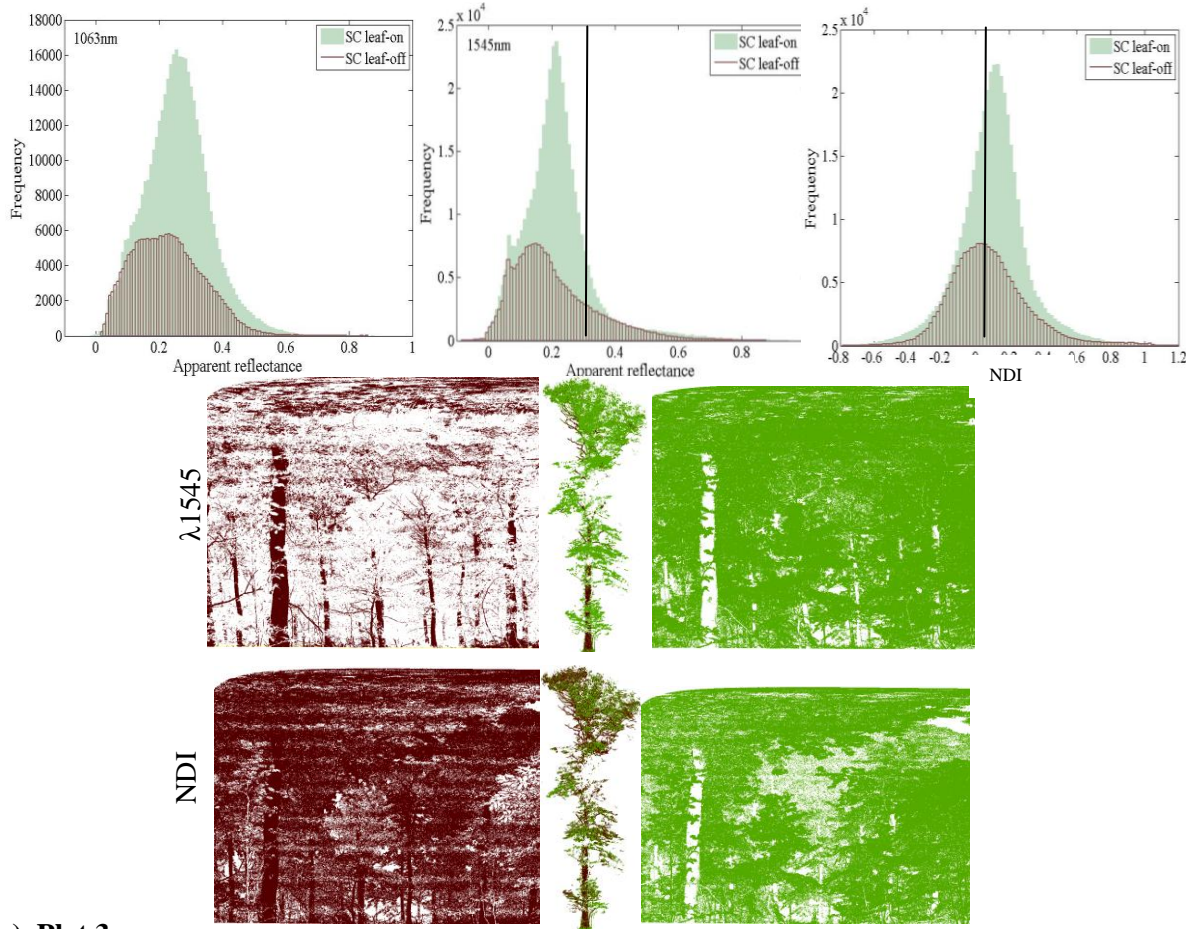 1063nm
SC leaf-on
SC leaf-off
18000
16000
14000
12000
10000
8000
6000
4000
2000
0
Frequency
0 0.2 0.4 0.6 0.8 1
Apparent reflectance
x 10⁴
1545nm
SC leaf-on
SC leaf-off
2.5
2
1.5
1
0.5
0
Frequency
0 0.2 0.4 0.6 0.8
Apparent reflectance
x 10⁴
SC leaf-on
SC leaf-off
2.5
2
1.5
1
0.5
0
Frequency
-0.8 -0.6 -0.4 -0.2 0 0.2 0.4 0.6 0.8 1 1.2
NDI
λ1545
NDI